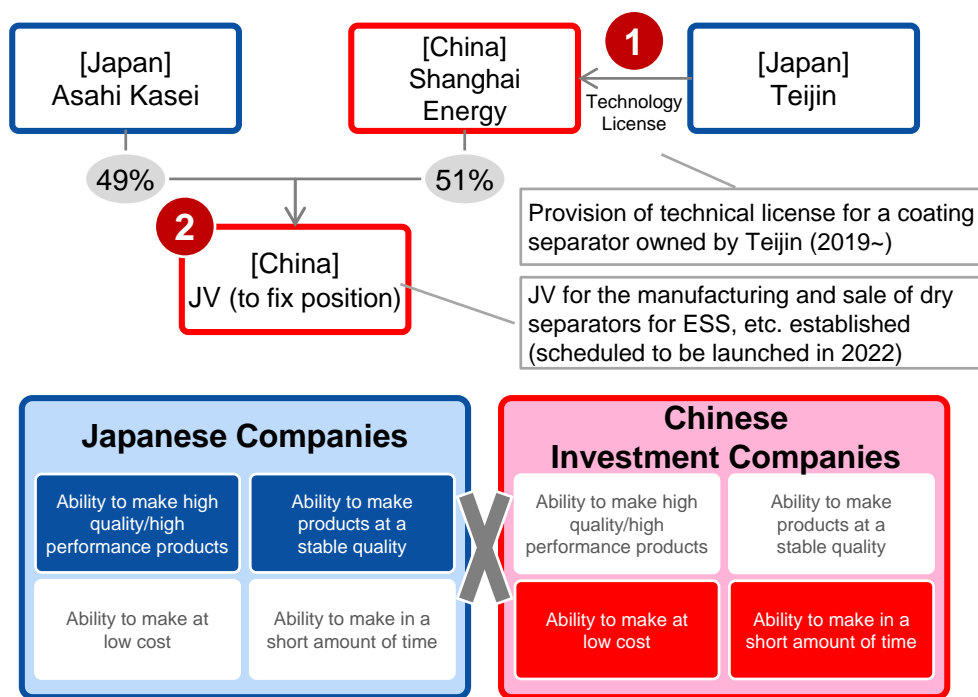 [Japan]
Asahi Kasei
[China]
Shanghai
Energy
1
Technology
License
[Japan]
Teijin
49%
51%
2
[China]
JV (to fix position)
Provision of technical license for a coating
separator owned by Teijin (2019~)
JV for the manufacturing and sale of dry
separators for ESS, etc. established
(scheduled to be launched in 2022)
Japanese Companies
Ability to make high
quality/high
performance products
Ability to make
products at a
stable quality
Ability to make at
low cost
Ability to make in a
short amount of time
Chinese
Investment Companies
Ability to make high
quality/high
performance products
Ability to make
products at a
stable quality
Ability to make at
low cost
Ability to make in a
short amount of time